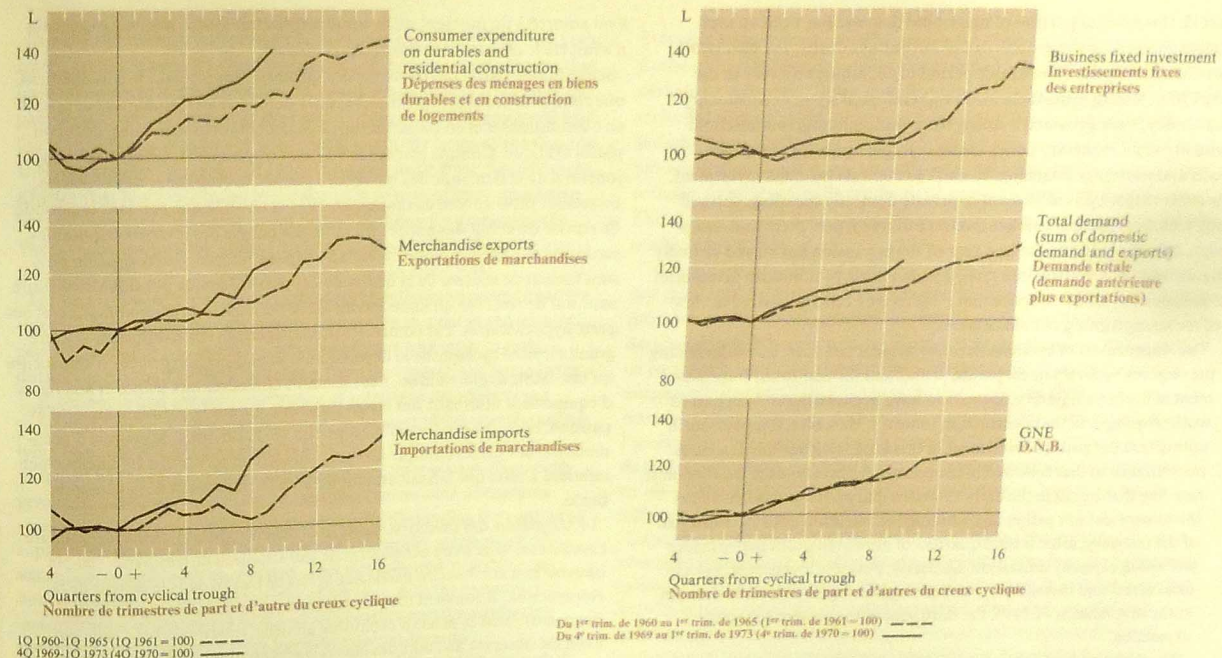 L
140
120
100
Consumer expenditure
on durables and
residential construction
Dépenses des ménages en biens
durables et en construction
de logements
140
120
100
80
Merchandise exports
Exportations de marchandises
140
120
100
Merchandise imports
Importations de marchandises
4 – 0 + 4 8 12 16
Quarters from cyclical trough
Nombre de trimestres de part et d'autre du creux cyclique
1Q 1960-1Q 1965 (1Q 1961 = 100)
4Q 1969-1Q 1973 (4Q 1970 = 100)
L
140
120
100
Business fixed investment
Investissements fixes
des entreprises
140
120
100
80
Total demand
(sum of domestic
demand and exports)
Demande totale
(demande antérieure
plus exportations)
140
120
100
GNE
D.N.B.
4 – 0 + 4 8 12 16
Quarters from cyclical trough
Nombre de trimestres de part et d'autres du creux cyclique
Du 1er trim. de 1960 au 1er trim. de 1965 (1er trim. de 1961 = 100)
Du 4e trim. de 1969 au 1er trim. de 1973 (4e trim. de 1970 = 100)